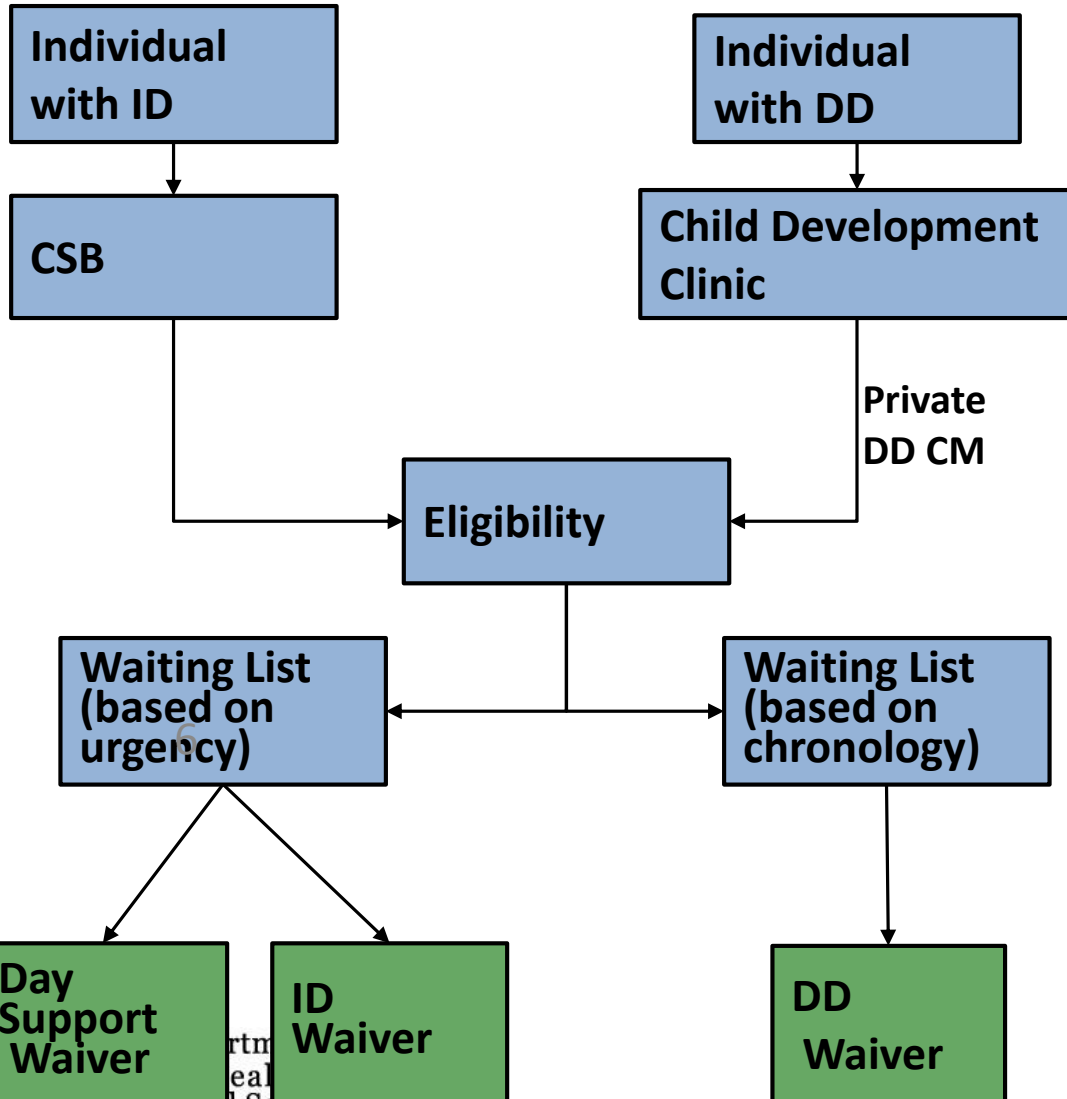 Individual
with ID
Individual
with DD
CSB
Child Development
Clinic
Private
DD CM
Eligibility
Waiting List
(based on
urgency)
6
Waiting List
(based on
chronology)
Day
Support
Waiver
ID
Waiver
DD
Waiver